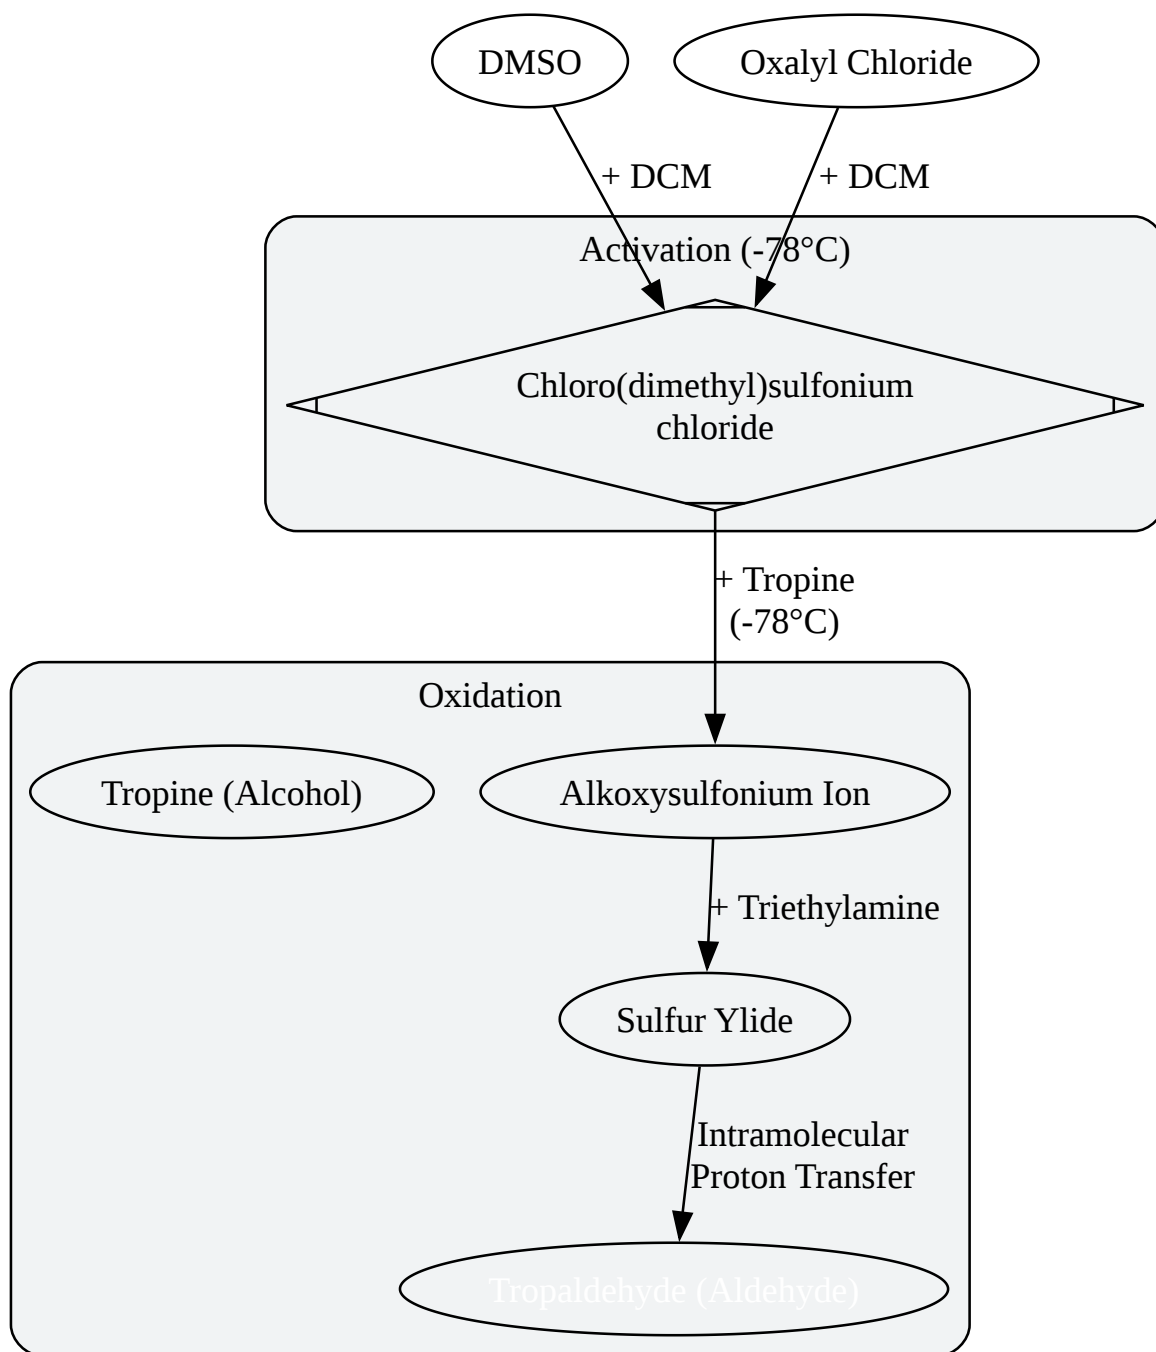 DMSO
Oxalyl Chloride
+ DCM
+ DCM
Activation (-78°C)
Chloro(dimethyl)sulfonium
chloride
+ Tropine
(-78°C)
Oxidation
Tropine (Alcohol)
Alkoxysulfonium Ion
+ Triethylamine
Sulfur Ylide
Intramolecular
Proton Transfer
Tropaldehyde (Aldehyde)